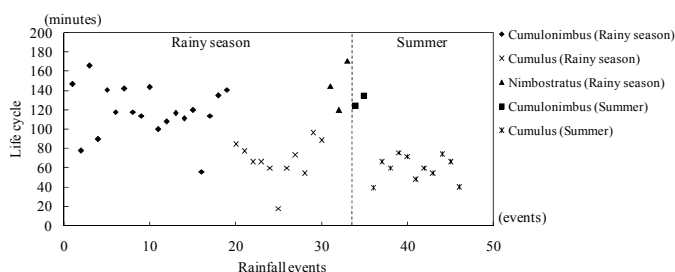 (minutes)
200
180
160
140
120
100
80
60
40
20
0
Life cycle
Rainy season
Summer
0
10
20
30
40
50
(events)
Rainfall events
Cumulonimbus (Rainy season)
Cumulus (Rainy season)
Nimbostratus (Rainy season)
Cumulonimbus (Summer)
Cumulus (Summer)